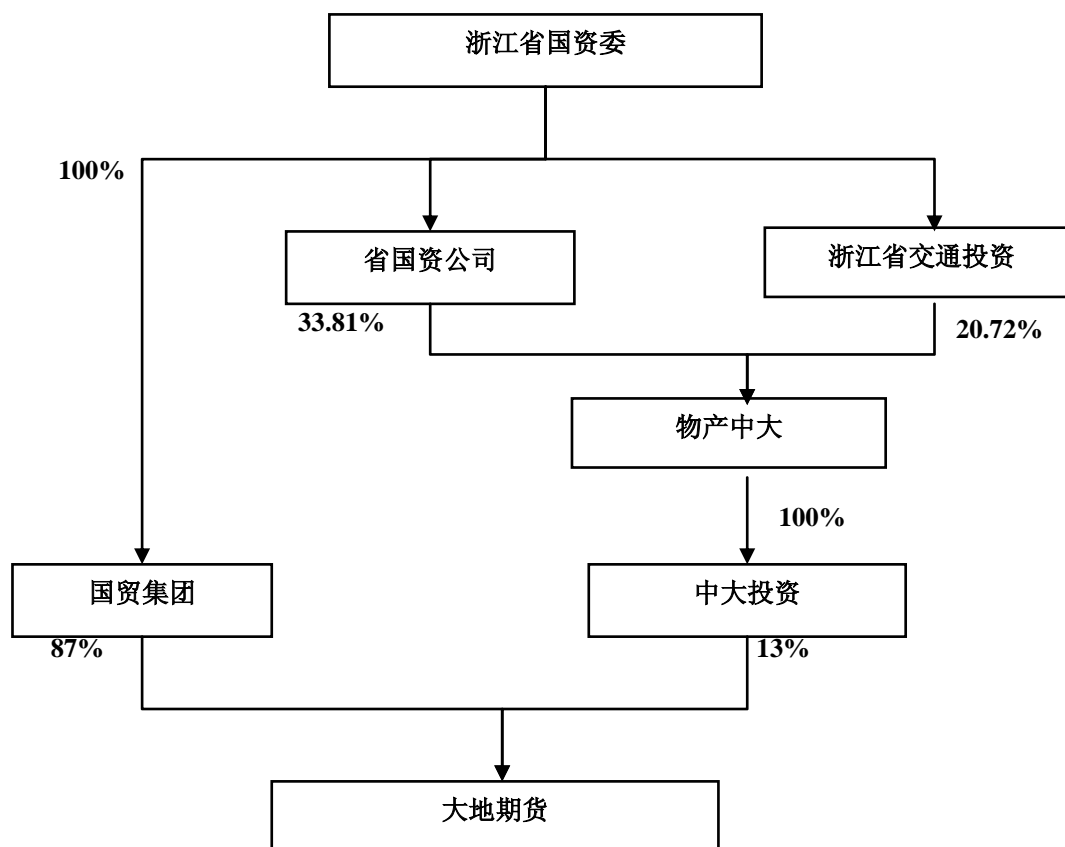 浙江省国资委
100%
省国资公司
浙江省交通投资
33.81%
20.72%
物产中大
100%
国贸集团
中大投资
87%
13%
大地期货